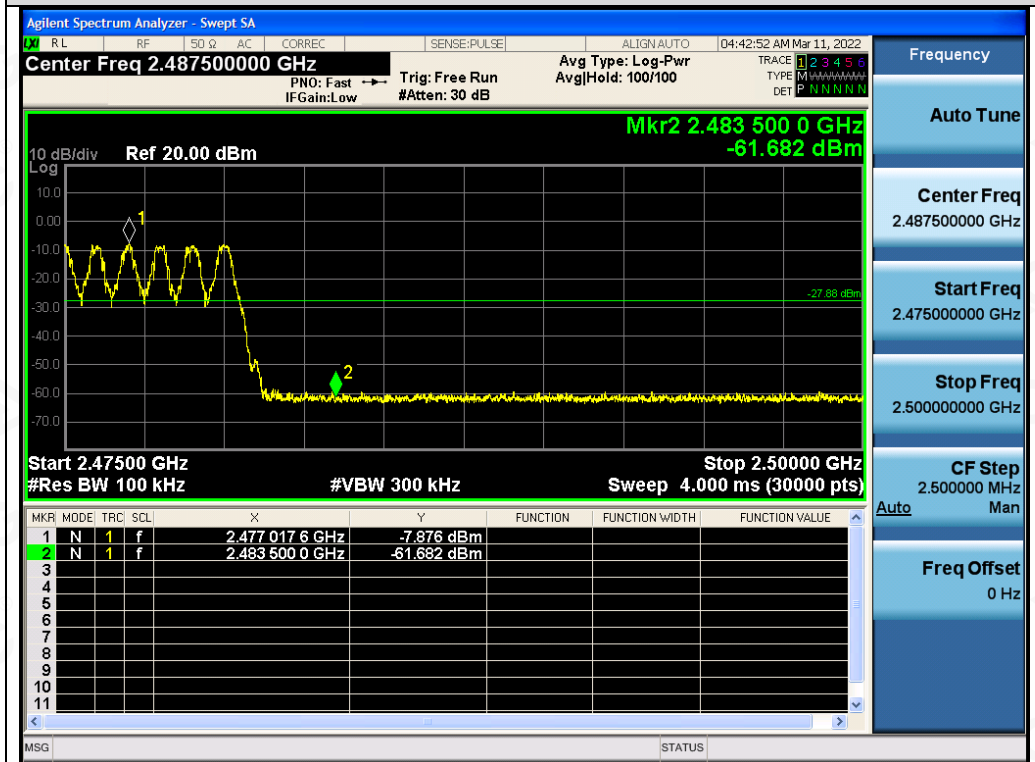 Agilent Spectrum Analyzer - Swept SA
LXI RL RF 50 Ω AC CORREC SENSE:PULSE ALIGN AUTO 04:42:52 AM Mar 11, 2022
Center Freq 2.487500000 GHz
PNO: Fast
IFGain:Low
Trig: Free Run
#Atten: 30 dB
Avg Type: Log-Pwr
Avg|Hold: 100/100
TRACE 1 2 3 4 5 6
TYPE M
DET P N N N N N
Mkr2 2.483 500 0 GHz
-61.682 dBm
10 dB/div Ref 20.00 dBm
Log
10.0
0.00
-10.0
-20.0
-30.0
-40.0
-50.0
-60.0
-70.0
1
-27.88 dBm
2
Start 2.47500 GHz Stop 2.50000 GHz
#Res BW 100 kHz #VBW 300 kHz Sweep 4.000 ms (30000 pts)
MKR MODE TRC SCL X Y FUNCTION FUNCTION WIDTH FUNCTION VALUE
1 N 1 f 2.477 017 6 GHz -7.876 dBm
2 N 1 f 2.483 500 0 GHz -61.682 dBm
3
4
5
6
7
8
9
10
11
MSG STATUS
Frequency
Auto Tune
Center Freq
2.487500000 GHz
Start Freq
2.475000000 GHz
Stop Freq
2.500000000 GHz
CF Step
2.500000 MHz
Auto Man
Freq Offset
0 Hz